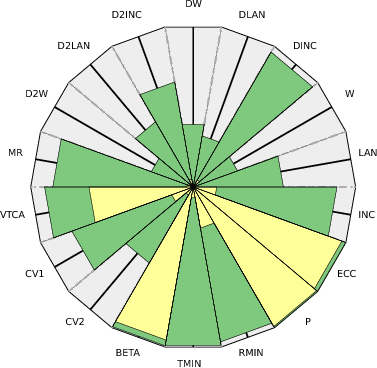 DW
D2INC
DLAN
D2LAN
DINC
D2W
W
MR
LAN
VTCA
INC
CV1
ECC
CV2
P
BETA
RMIN
TMIN